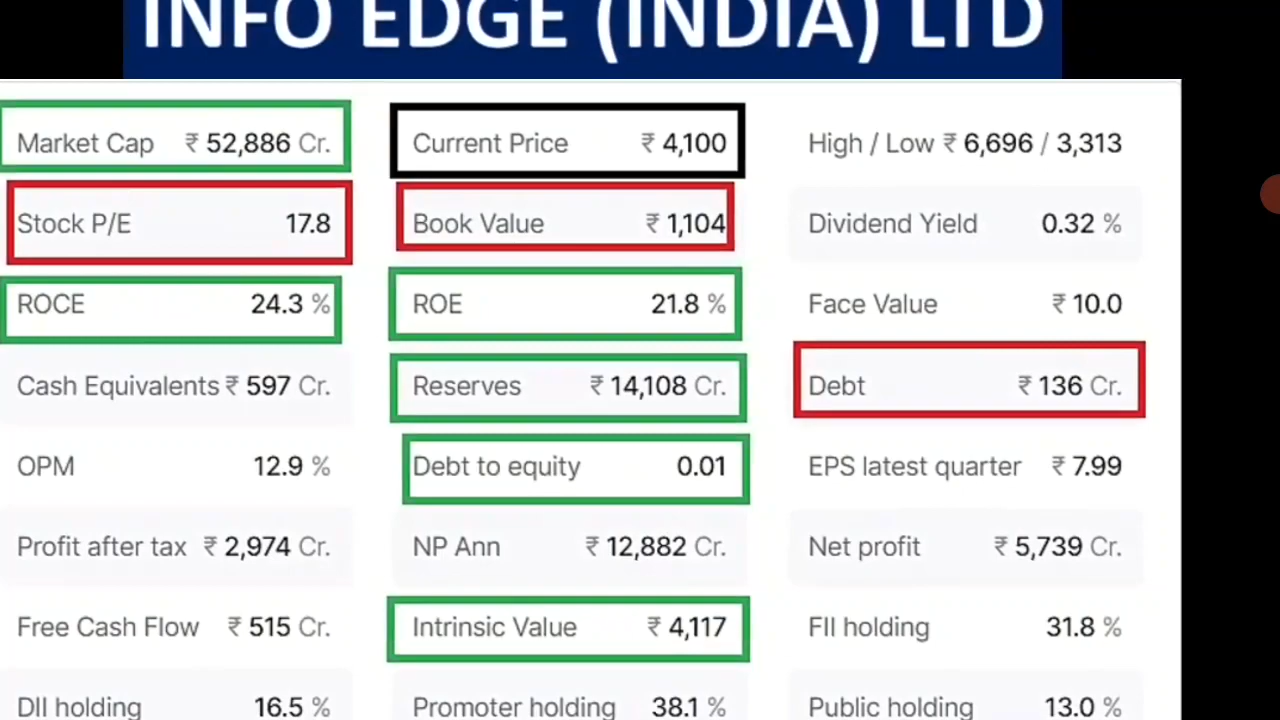 INFO EDGE (INDIA) LTD
Market Cap ₹ 52,886 Cr. Current Price ₹ 4,100 High / Low ₹ 6,696 / 3,313
Stock P/E 17.8 Book Value ₹ 1,104 Dividend Yield 0.32 %
ROCE 24.3 % ROE 21.8 % Face Value ₹ 10.0
Cash Equivalents ₹ 597 Cr. Reserves ₹ 14,108 Cr. Debt ₹ 136 Cr.
OPM 12.9 % Debt to equity 0.01 EPS latest quarter ₹ 7.99
Profit after tax ₹ 2,974 Cr. NP Ann ₹ 12,882 Cr. Net profit ₹ 5,739 Cr.
Free Cash Flow ₹ 515 Cr. Intrinsic Value ₹ 4,117 FII holding 31.8 %
DII holding 16.5 % Promoter holding 38.1 % Public holding 13.0 %